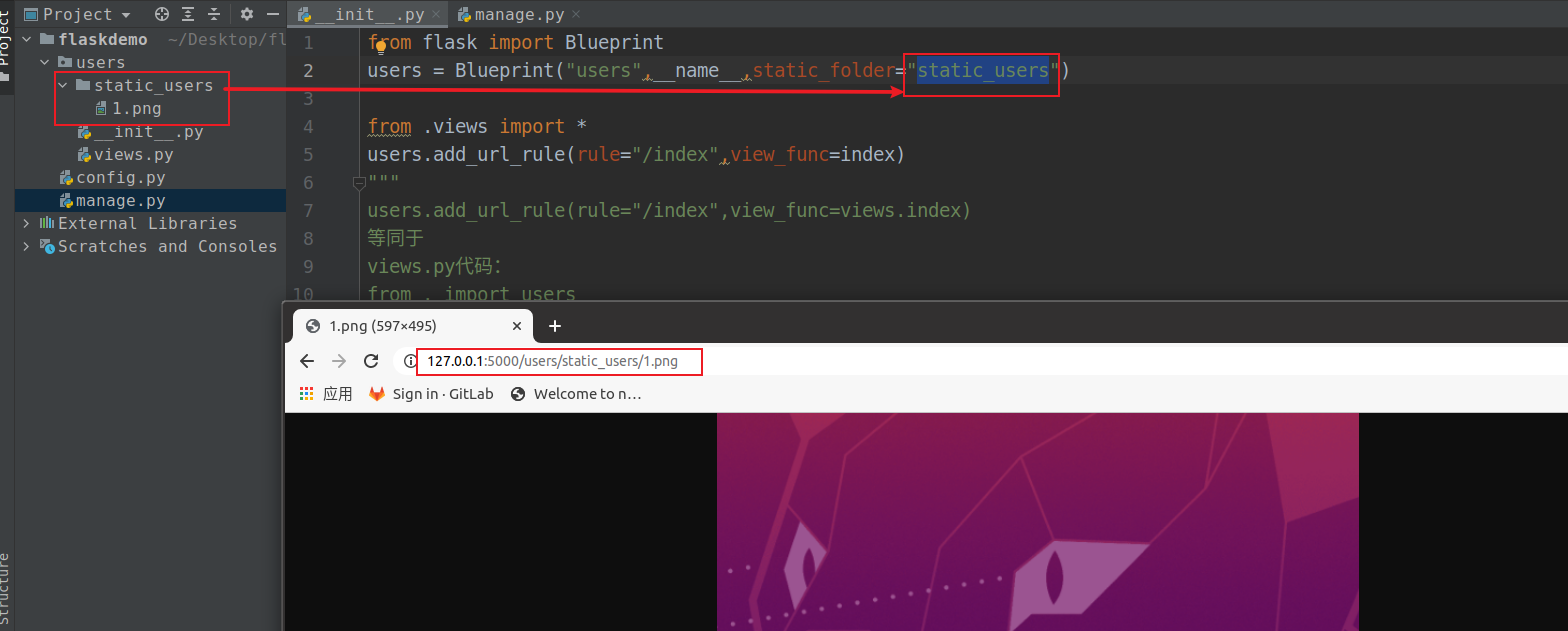 Project
__init__.py
manage.py
Project
flaskdemo ~/Desktop/fl
users
static_users
1.png
__init__.py
views.py
config.py
manage.py
External Libraries
Scratches and Consoles
Structure
1 from flask import Blueprint
2 users = Blueprint("users",__name__,static_folder="static_users")
3
4 from .views import *
5 users.add_url_rule(rule="/index",view_func=index)
6 """
7 users.add_url_rule(rule="/index",view_func=views.index)
8 等同于
9 views.py代码:
10 from . import users
1.png (597×495)
127.0.0.1:5000/users/static_users/1.png
应用 Sign in · GitLab Welcome to n…